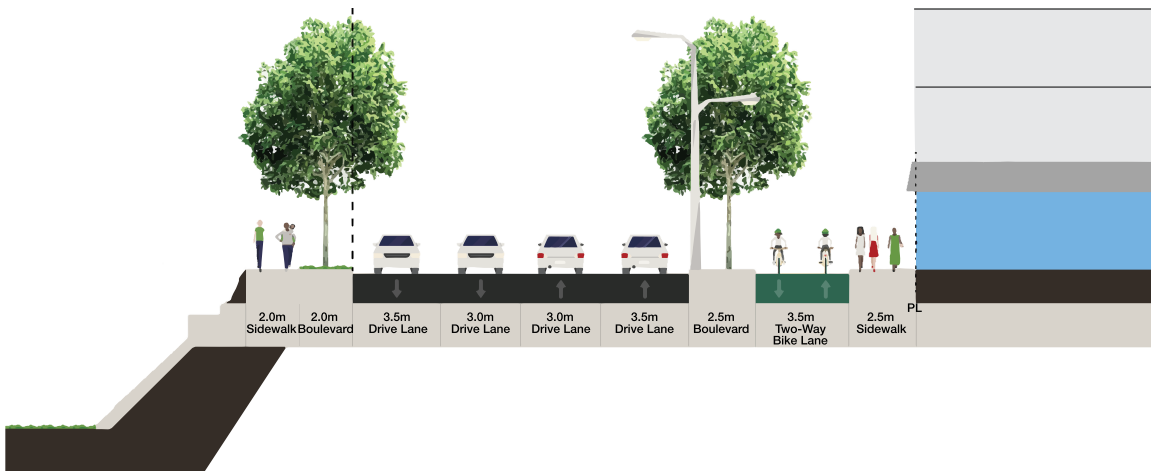 2.0m
Sidewalk
2.0m
Boulevard
3.5m
Drive Lane
3.0m
Drive Lane
3.0m
Drive Lane
3.5m
Drive Lane
2.5m
Boulevard
3.5m
Two-Way
Bike Lane
2.5m
Sidewalk
PL